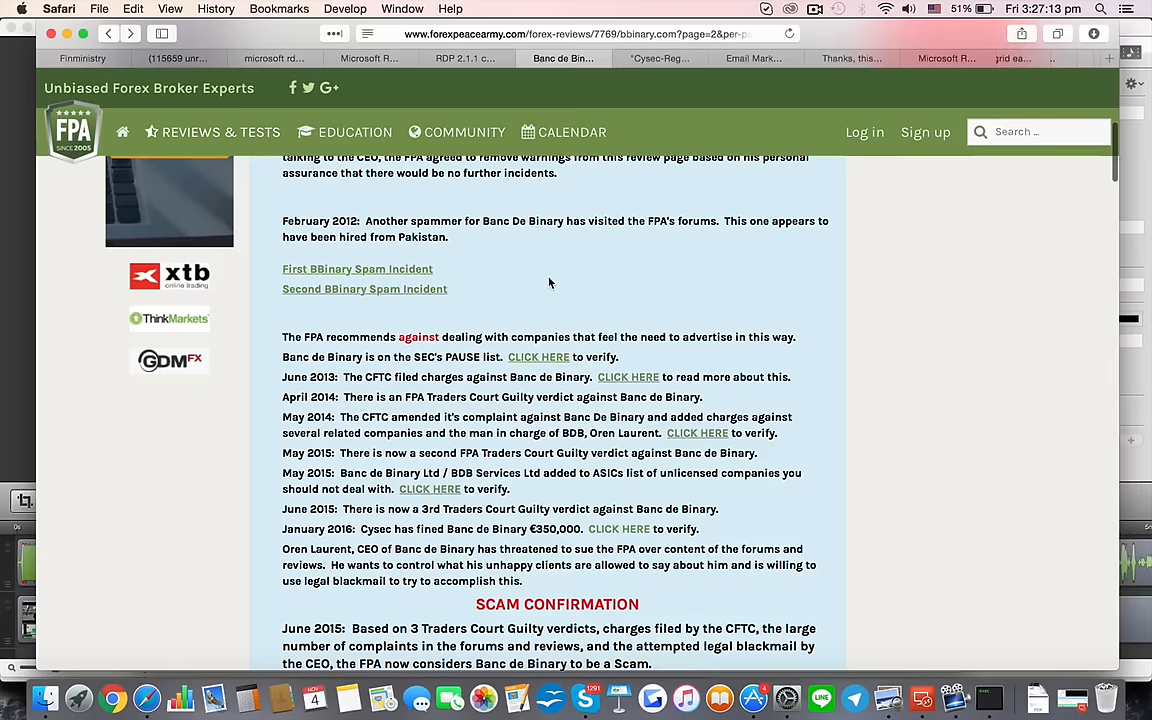 Safari File Edit View History Bookmarks Develop Window Help 51% Fri 3:27:13 pm
www.forexpeacearmy.com/forex-reviews/7769/bbinary.com?page=2&per-p
Finministry (115659 unr... microsoft rd... Microsoft R... RDP 2.1.1 c... Banc de Bin... "Cysec-Reg... Email Mark... Thanks, this... Microsoft R... grid ea...
Unbiased Forex Broker Experts
FPA
SINCE 2005
REVIEWS & TESTS EDUCATION COMMUNITY CALENDAR Log in Sign up Search ...
talking to the CEO, the FPA agreed to remove warnings from this review page based on his personal
assurance that there would be no further incidents.
February 2012: Another spammer for Banc De Binary has visited the FPA's forums. This one appears to
have been hired from Pakistan.
xtb
online trading
ThinkMarkets
GDMFX
First BBinary Spam Incident
Second BBinary Spam Incident
The FPA recommends against dealing with companies that feel the need to advertise in this way.
Banc de Binary is on the SEC's PAUSE list. CLICK HERE to verify.
June 2013: The CFTC filed charges against Banc de Binary. CLICK HERE to read more about this.
April 2014: There is an FPA Traders Court Guilty verdict against Banc de Binary.
May 2014: The CFTC amended it's complaint against Banc De Binary and added charges against
several related companies and the man in charge of BDB, Oren Laurent. CLICK HERE to verify.
May 2015: There is now a second FPA Traders Court Guilty verdict against Banc de Binary.
May 2015: Banc de Binary Ltd / BDB Services Ltd added to ASICs list of unlicensed companies you
should not deal with. CLICK HERE to verify.
June 2015: There is now a 3rd Traders Court Guilty verdict against Banc de Binary.
January 2016: Cysec has fined Banc de Binary €350,000. CLICK HERE to verify.
Oren Laurent, CEO of Banc de Binary has threatened to sue the FPA over content of the forums and
reviews. He wants to control what his unhappy clients are allowed to say about him and is willing to
use legal blackmail to try to accomplish this.
SCAM CONFIRMATION
June 2015: Based on 3 Traders Court Guilty verdicts, charges filed by the CFTC, the large
number of complaints in the forums and reviews, and the attempted legal blackmail by
the CEO, the FPA now considers Banc de Binary to be a Scam.
NOV
4
1291
LINE
4